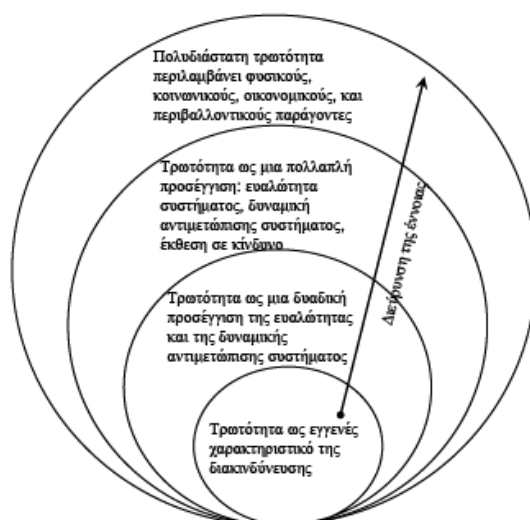 Πολυδιάστατη τρωτότητα
περιλαμβάνει φυσικούς,
κοινωνικούς, οικονομικούς, και
περιβαλλοντικούς παράγοντες
Τρωτότητα ως μια πολλαπλή
προσέγγιση: ευαλώτητα
συστήματος, δυναμική
αντιμετώπισης συστήματος,
έκθεση σε κίνδυνο
Τρωτότητα ως μια δυαδική
προσέγγιση της ευαλώτητας
και της δυναμικής
αντιμετώπισης συστήματος
Τρωτότητα ως εγγενές
χαρακτηριστικό της
διακινδύνευσης
Διεύρυνση της έννοιας